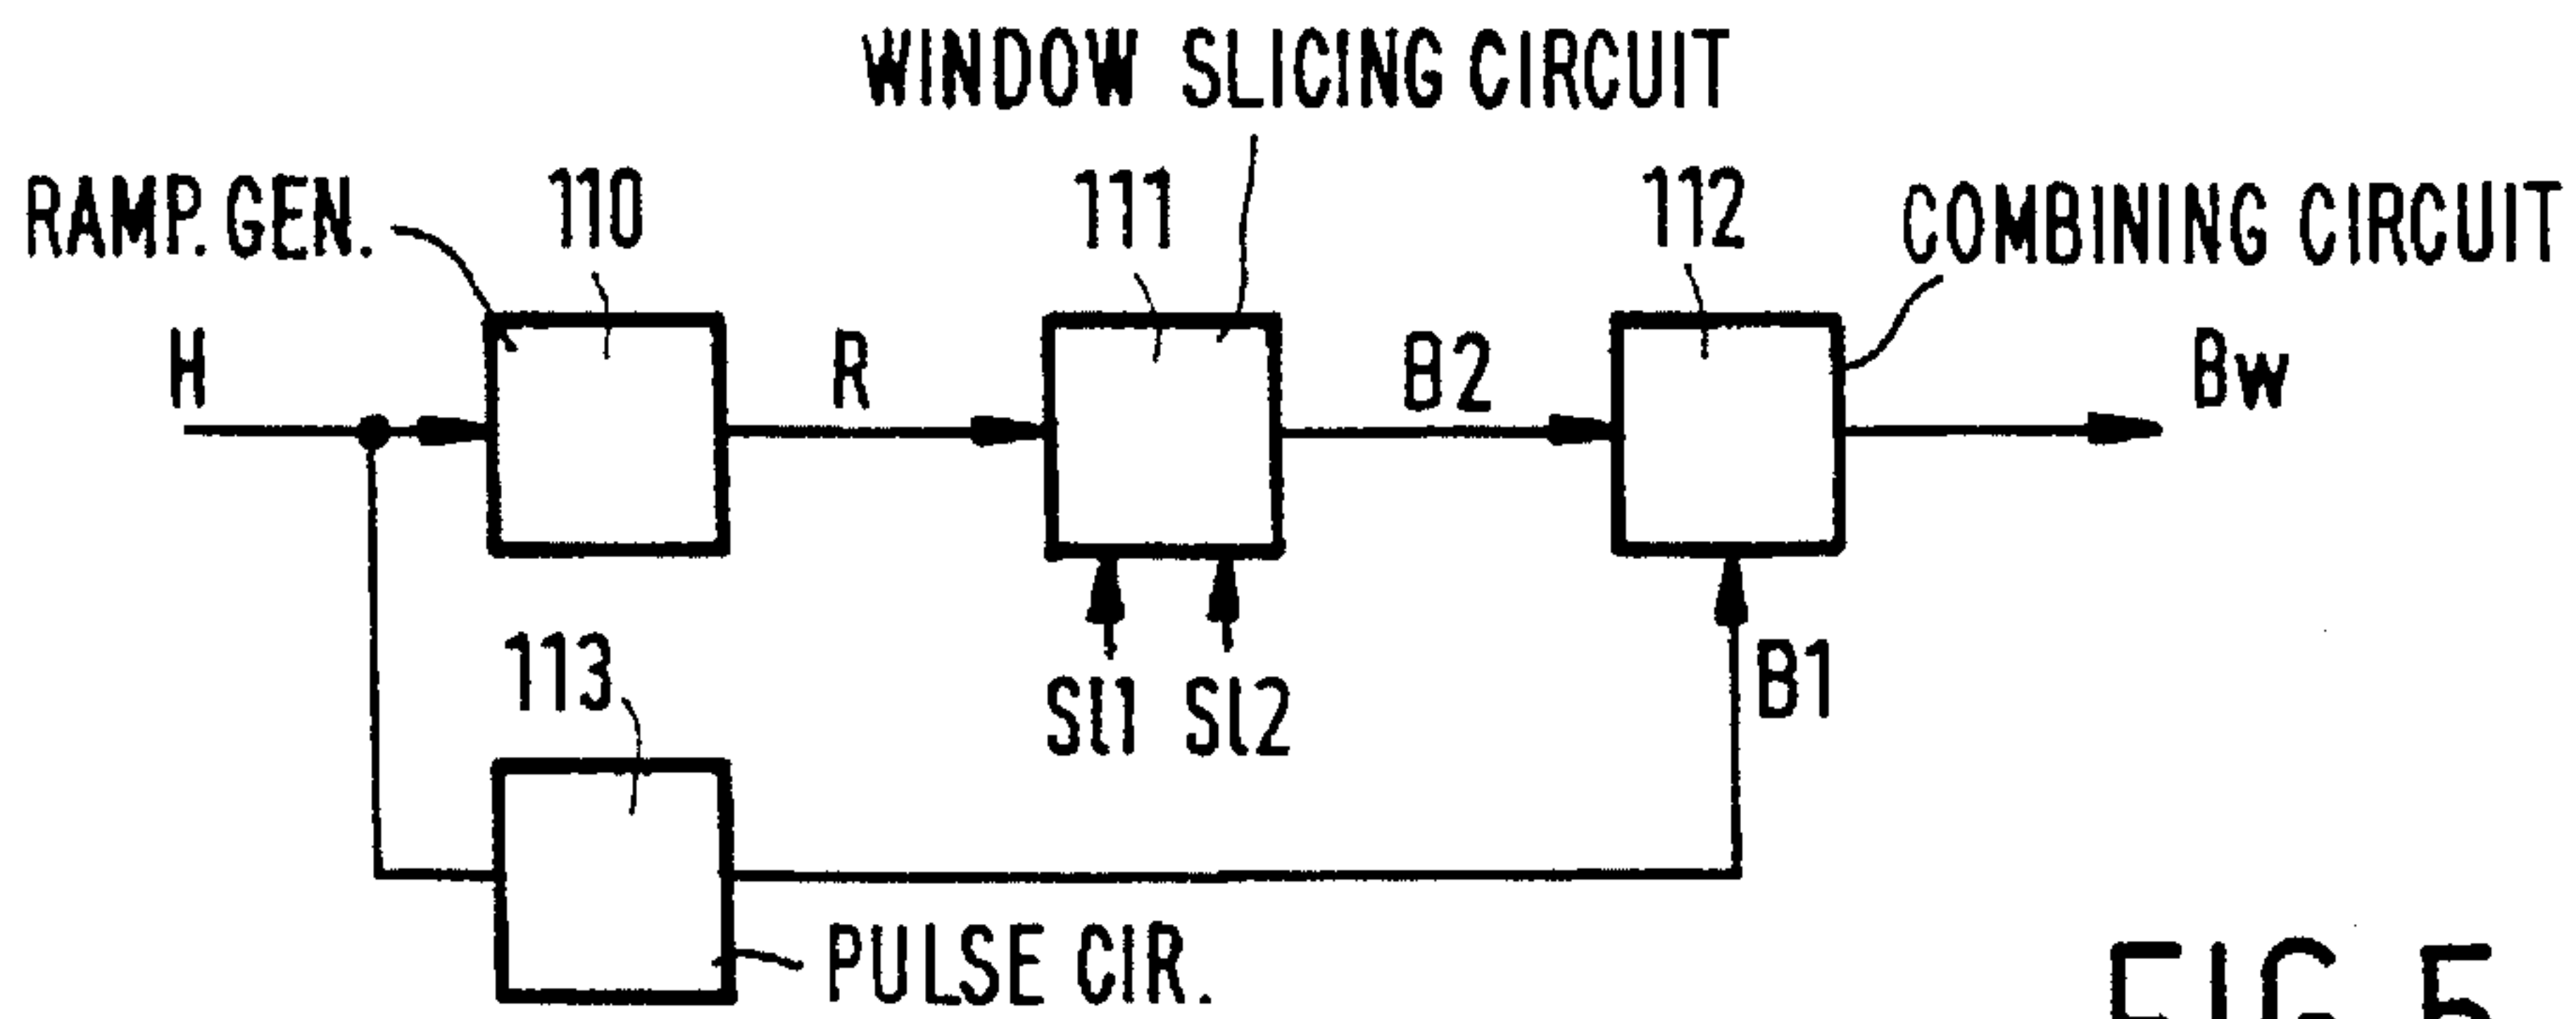 WINDOW SLICING CIRCUIT
RAMP. GEN.
110
111
112
COMBINING CIRCUIT
H
R
B2
Bw
113
Sl1 Sl2
B1
PULSE CIR.
FIG.5